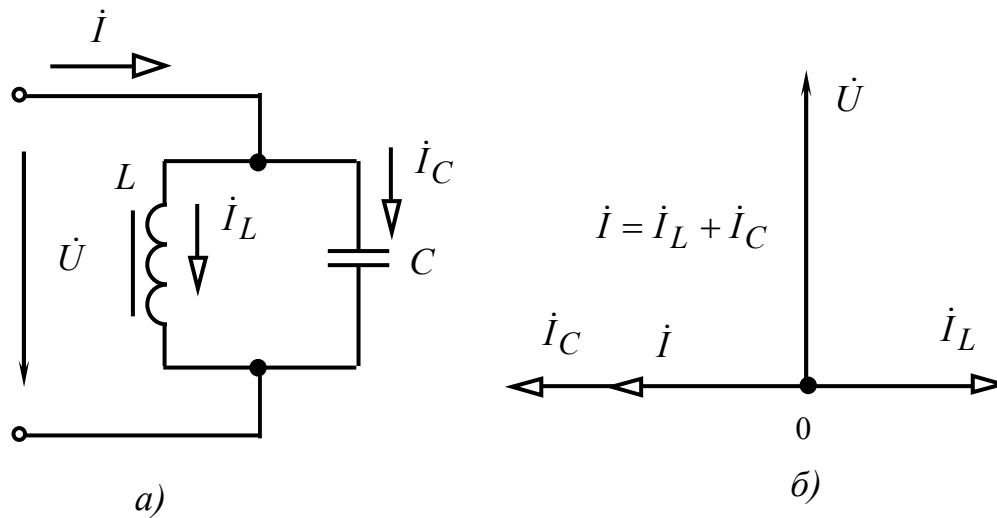 İ
L
İ_L
İ_C
U̇
C
а)
U̇
İ = İ_L + İ_C
İ_C
İ
İ_L
0
б)